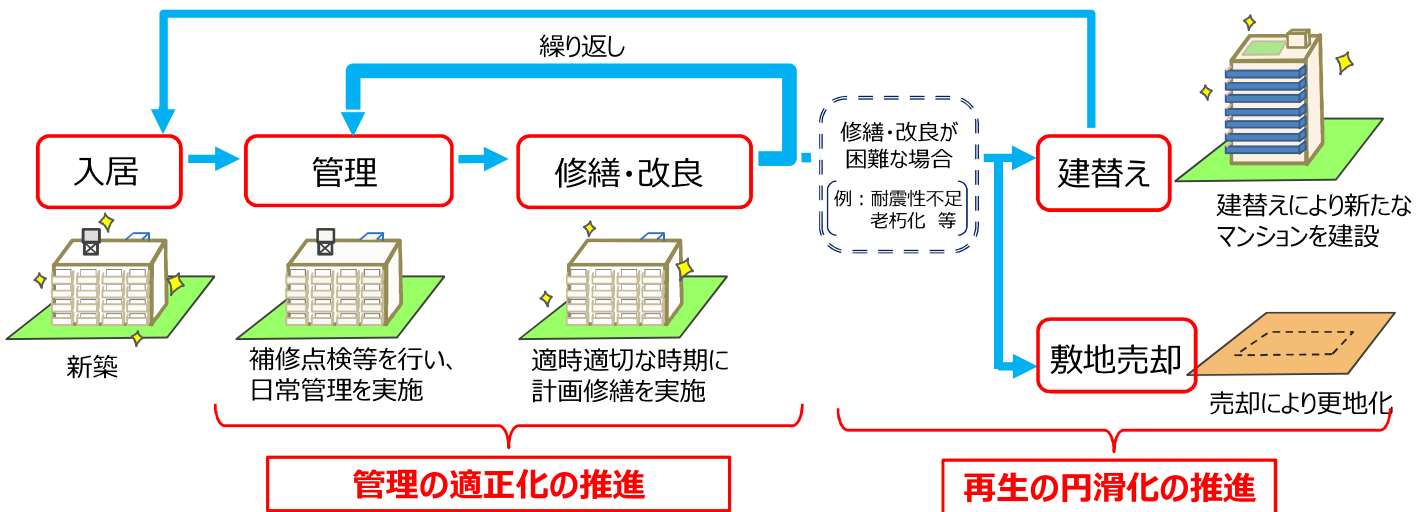 繰り返し
入居
管理
修繕・改良
修繕・改良が
困難な場合
例：耐震性不足
老朽化 等
建替え
建替えにより新たな
マンションを建設
新築
補修点検等を行い、
日常管理を実施
適時適切な時期に
計画修繕を実施
敷地売却
売却により更地化
管理の適正化の推進
再生の円滑化の推進